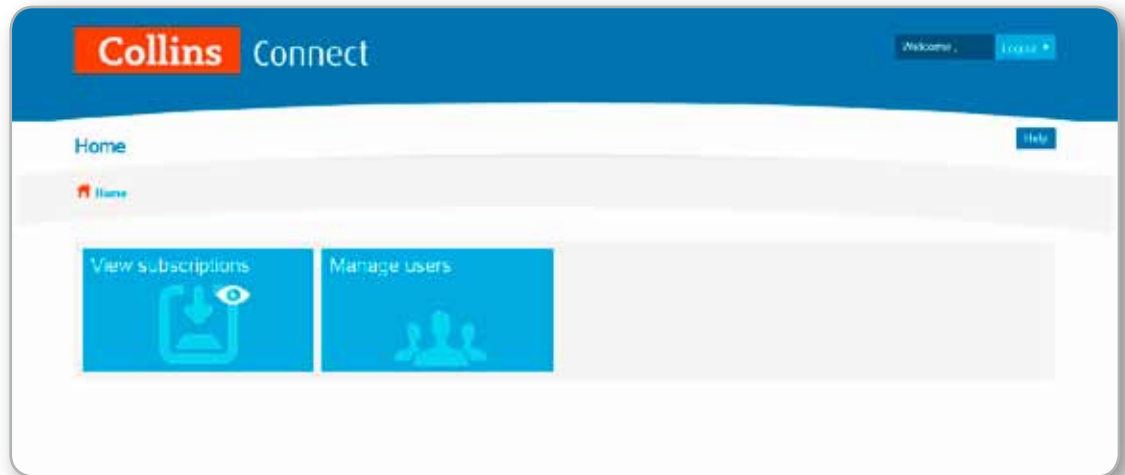 Collins Connect
Welcome , Logout
Home
Help
Home
View subscriptions
Manage users